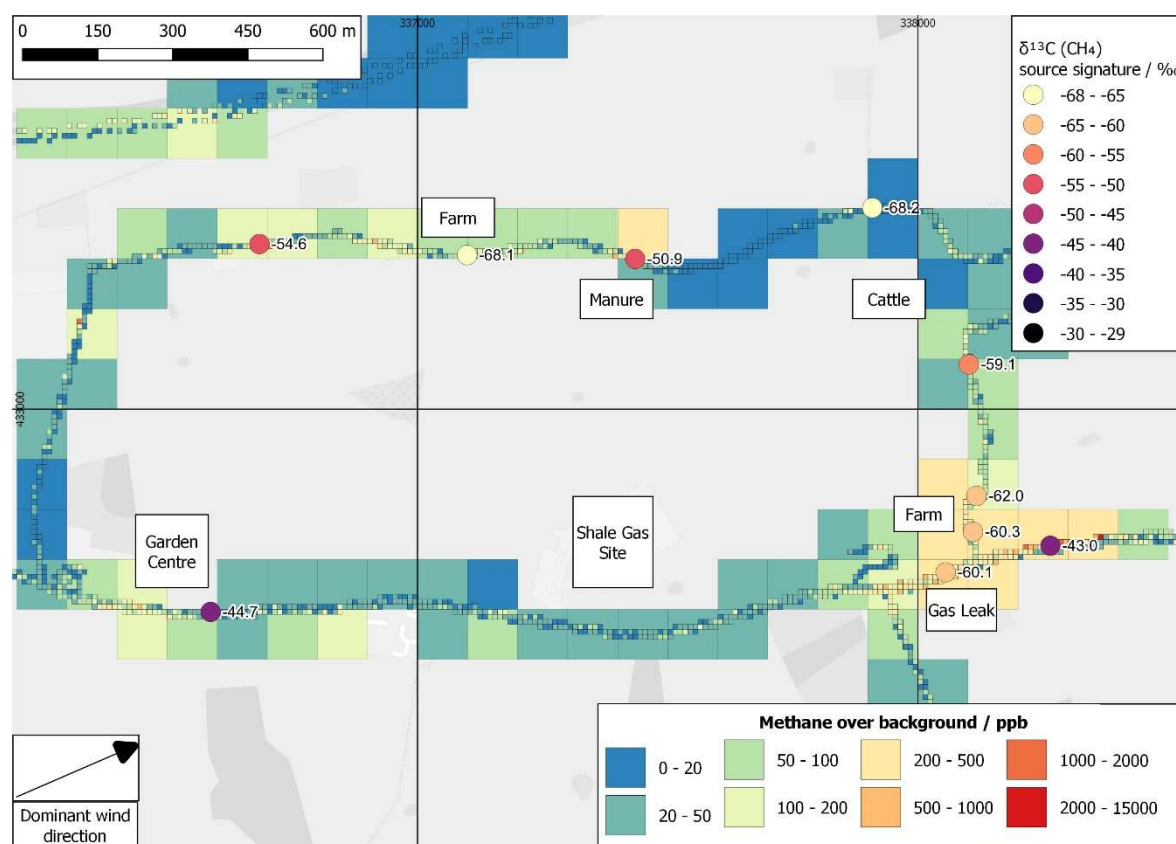 0 150 300 450 600 m
337000
338000
δ¹³C (CH₄)
source signature / ‰
-68 - -65
-65 - -60
-60 - -55
-55 - -50
-50 - -45
-45 - -40
-40 - -35
-35 - -30
-30 - -29
Farm
-68.2
-54.6
-68.1
-50.9
Manure
Cattle
-59.1
433000
-62.0
Farm
-60.3
-43.0
Garden
Centre
Shale Gas
Site
-60.1
-44.7
Gas Leak
Dominant wind
direction
Methane over background / ppb
0 - 20
50 - 100
200 - 500
1000 - 2000
20 - 50
100 - 200
500 - 1000
2000 - 15000